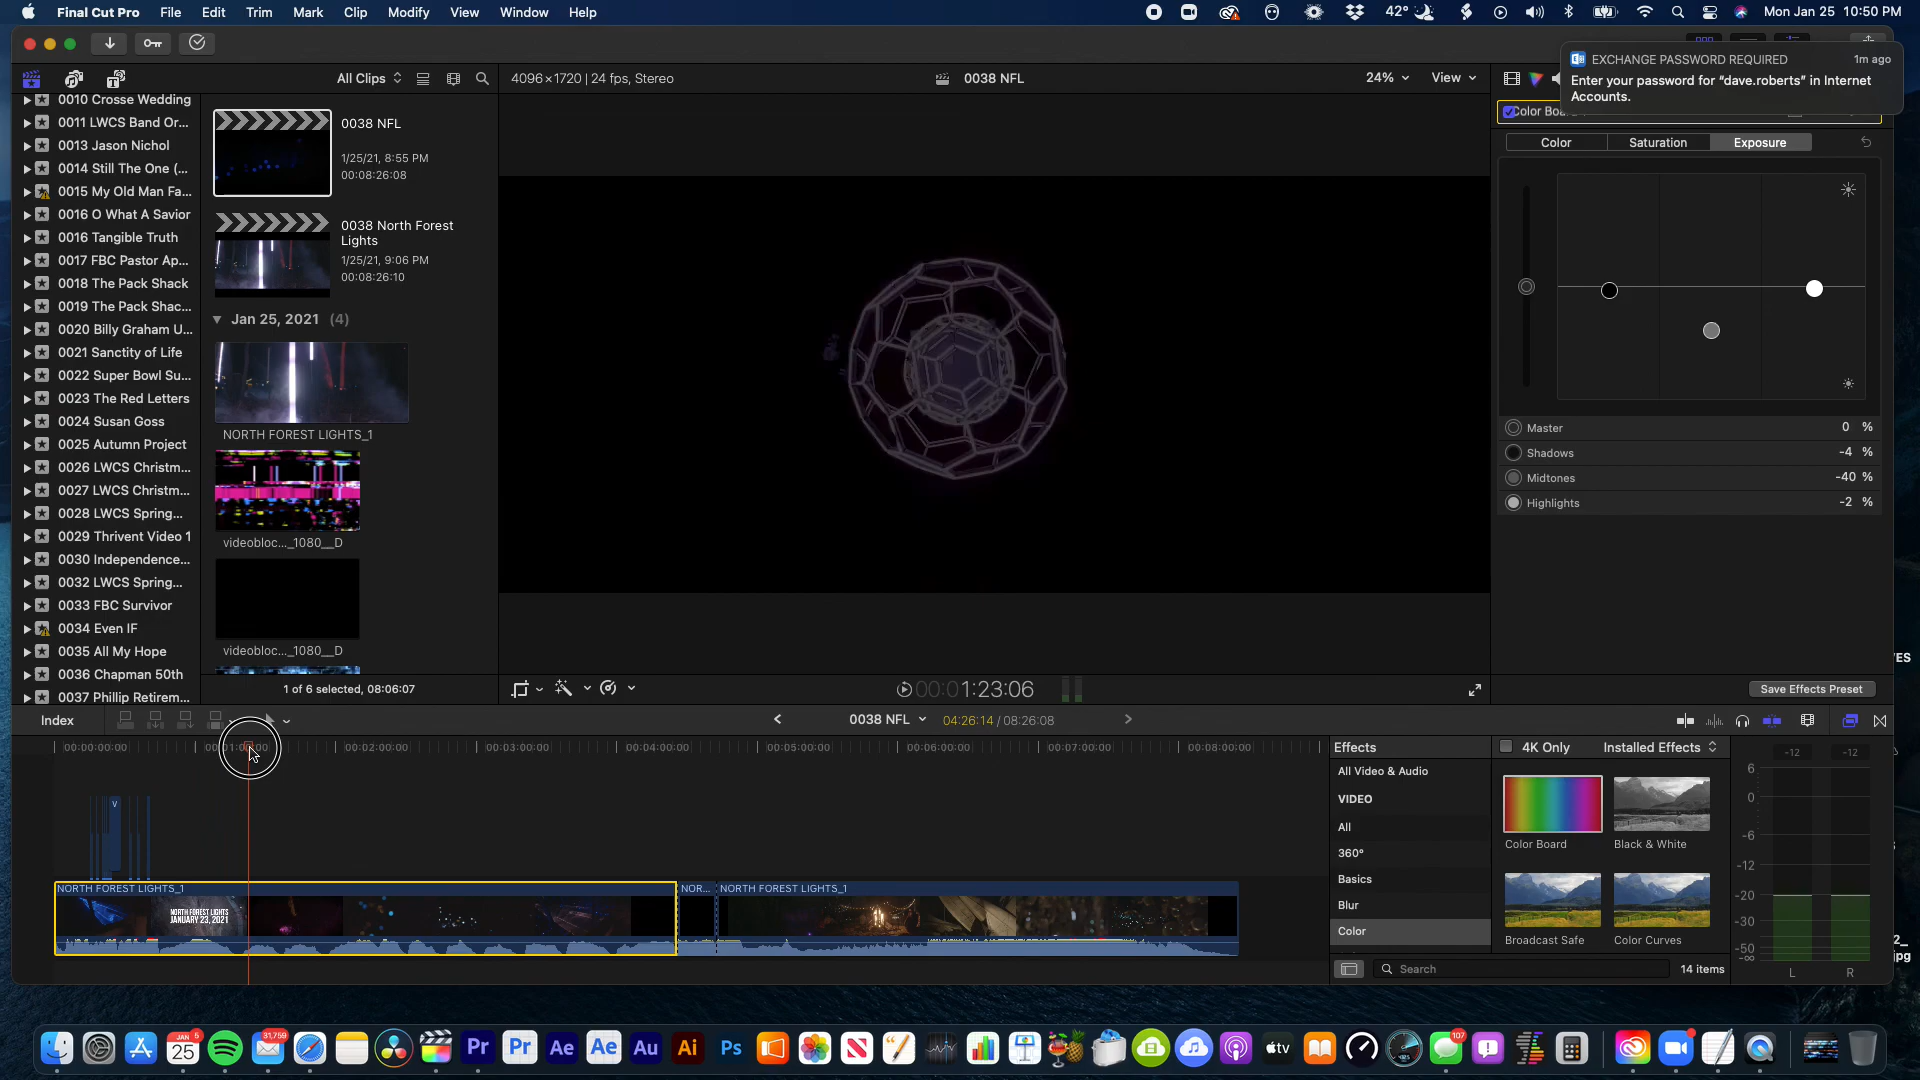 Final Cut Pro File Edit Trim Mark Clip Modify View Window Help
42° Mon Jan 25 10:50 PM
EXCHANGE PASSWORD REQUIRED 1m ago
Enter your password for “dave.roberts” in Internet
Accounts.
All Clips
4096×1720 | 24 fps, Stereo
0038 NFL
24% View
0010 Crosse Wedding
0011 LWCS Band Or...
0013 Jason Nichol
0014 Still The One (...
0015 My Old Man Fa...
0016 O What A Savior
0016 Tangible Truth
0017 FBC Pastor Ap...
0018 The Pack Shack
0019 The Pack Shac...
0020 Billy Graham U...
0021 Sanctity of Life
0022 Super Bowl Su...
0023 The Red Letters
0024 Susan Goss
0025 Autumn Project
0026 LWCS Christm...
0027 LWCS Christm...
0028 LWCS Spring...
0029 Thrivent Video 1
0030 Independence...
0032 LWCS Spring...
0033 FBC Survivor
0034 Even IF
0035 All My Hope
0036 Chapman 50th
0037 Phillip Retirem...
0038 NFL
1/25/21, 8:55 PM
00:08:26:08
0038 North Forest
Lights
1/25/21, 9:06 PM
00:08:26:10
Jan 25, 2021 (4)
NORTH FOREST LIGHTS_1
videobloc..._1080__D
videobloc..._1080__D
1 of 6 selected, 08:06:07
00:01:23:06
Color Saturation Exposure
Master 0 %
Shadows -4 %
Midtones -40 %
Highlights -2 %
Save Effects Preset
Index
0038 NFL 04:26:14 / 08:26:08
00:00:00:00 00:02:00:00 00:03:00:00 00:04:00:00 00:05:00:00 00:06:00:00 00:07:00:00 00:08:00:00
V
NORTH FOREST LIGHTS_1 NOR... NORTH FOREST LIGHTS_1
NORTH FOREST LIGHTS
JANUARY 23, 2021
Effects 4K Only Installed Effects
All Video & Audio
VIDEO
All
360°
Basics
Blur
Color
Color Board Black & White
Broadcast Safe Color Curves
Search 14 items
-12 -12
6
0
-6
-12
-20
-30
-50
-∞
L R
JAN
25
31,759
Pr Pr Ae Ae Au Ai Ps
tv
107